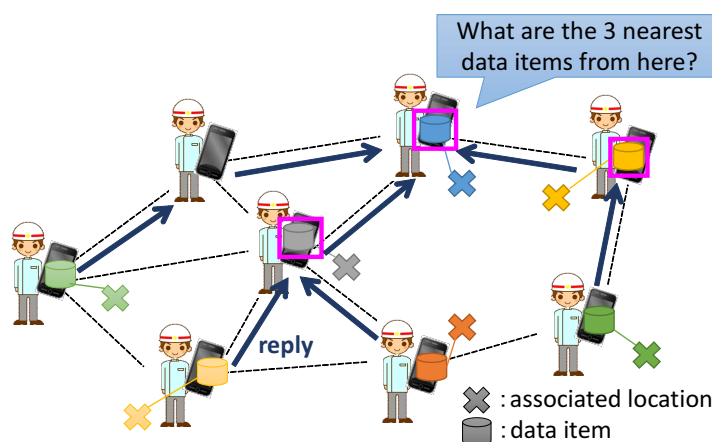 What are the 3 nearest
data items from here?
reply
: associated location
: data item